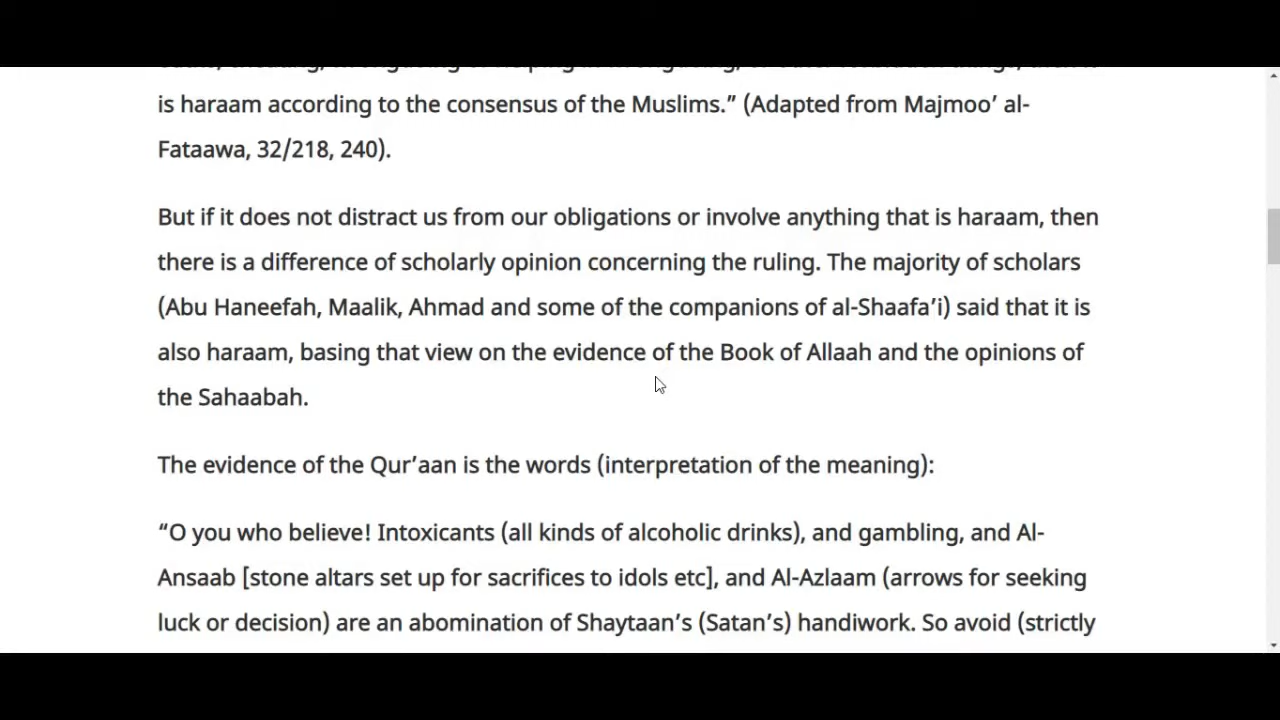 is haraam according to the consensus of the Muslims.” (Adapted from Majmoo’ al-
Fataawa, 32/218, 240).
But if it does not distract us from our obligations or involve anything that is haraam, then
there is a difference of scholarly opinion concerning the ruling. The majority of scholars
(Abu Haneefah, Maalik, Ahmad and some of the companions of al-Shaafa’i) said that it is
also haraam, basing that view on the evidence of the Book of Allaah and the opinions of
the Sahaabah.
The evidence of the Qur’aan is the words (interpretation of the meaning):
“O you who believe! Intoxicants (all kinds of alcoholic drinks), and gambling, and Al-
Ansaab [stone altars set up for sacrifices to idols etc], and Al-Azlaam (arrows for seeking
luck or decision) are an abomination of Shaytaan’s (Satan’s) handiwork. So avoid (strictly